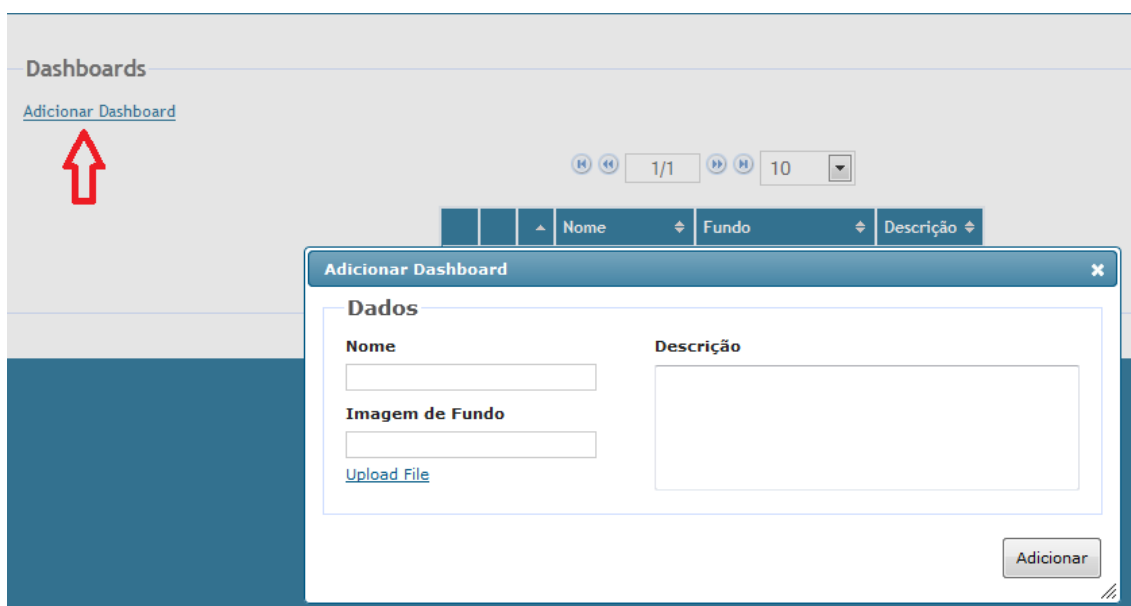 Dashboards
Adicionar Dashboard
1/1 10
Nome Fundo Descrição
Adicionar Dashboard
Dados
Nome Descrição
Imagem de Fundo
Upload File
Adicionar